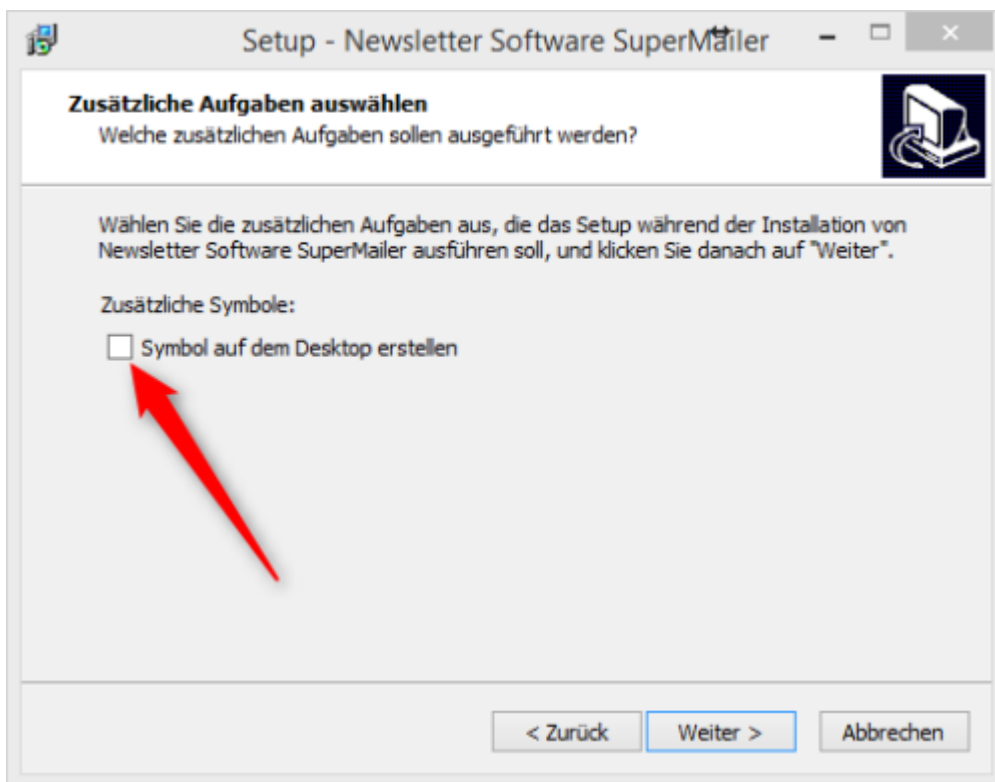 Setup - Newsletter Software SuperMailer
Zusätzliche Aufgaben auswählen
Welche zusätzlichen Aufgaben sollen ausgeführt werden?
Wählen Sie die zusätzlichen Aufgaben aus, die das Setup während der Installation von
Newsletter Software SuperMailer ausführen soll, und klicken Sie danach auf "Weiter".
Zusätzliche Symbole:
Symbol auf dem Desktop erstellen
< Zurück Weiter > Abbrechen